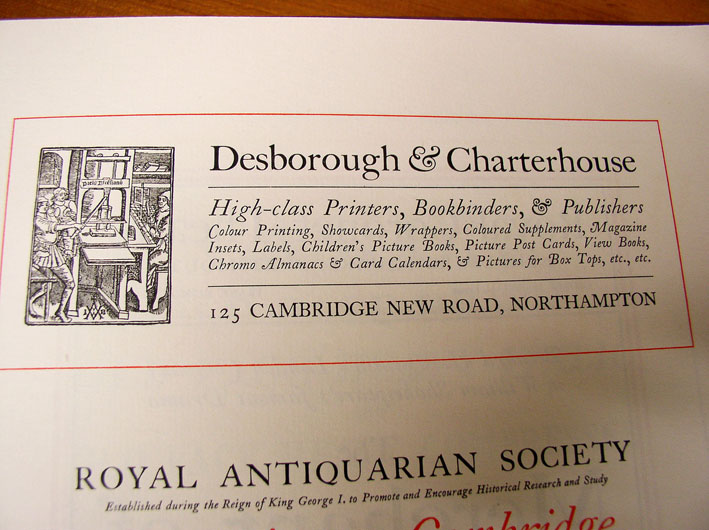 Desborough & Charterhouse
High-class Printers, Bookbinders, & Publishers
Colour Printing, Showcards, Wrappers, Coloured Supplements, Magazine
Insets, Labels, Children's Picture Books, Picture Post Cards, View Books,
Chromo Almanacs & Card Calendars, & Pictures for Box Tops, etc., etc.
125 CAMBRIDGE NEW ROAD, NORTHAMPTON
ROYAL ANTIQUARIAN SOCIETY
Established during the Reign of King George I, to Promote and Encourage Historical Research and Study
Cambridge